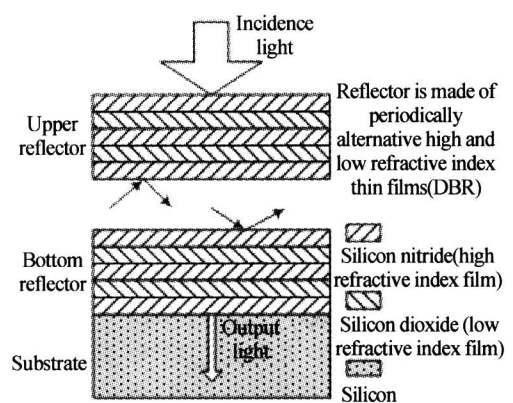 Incidence
light
Upper
reflector
Reflector is made of
periodically
alternative high and
low refractive index
thin films(DBR)
Bottom
reflector
Silicon nitride(high
refractive index film)
Output
light
Silicon dioxide (low
refractive index film)
Substrate
Silicon